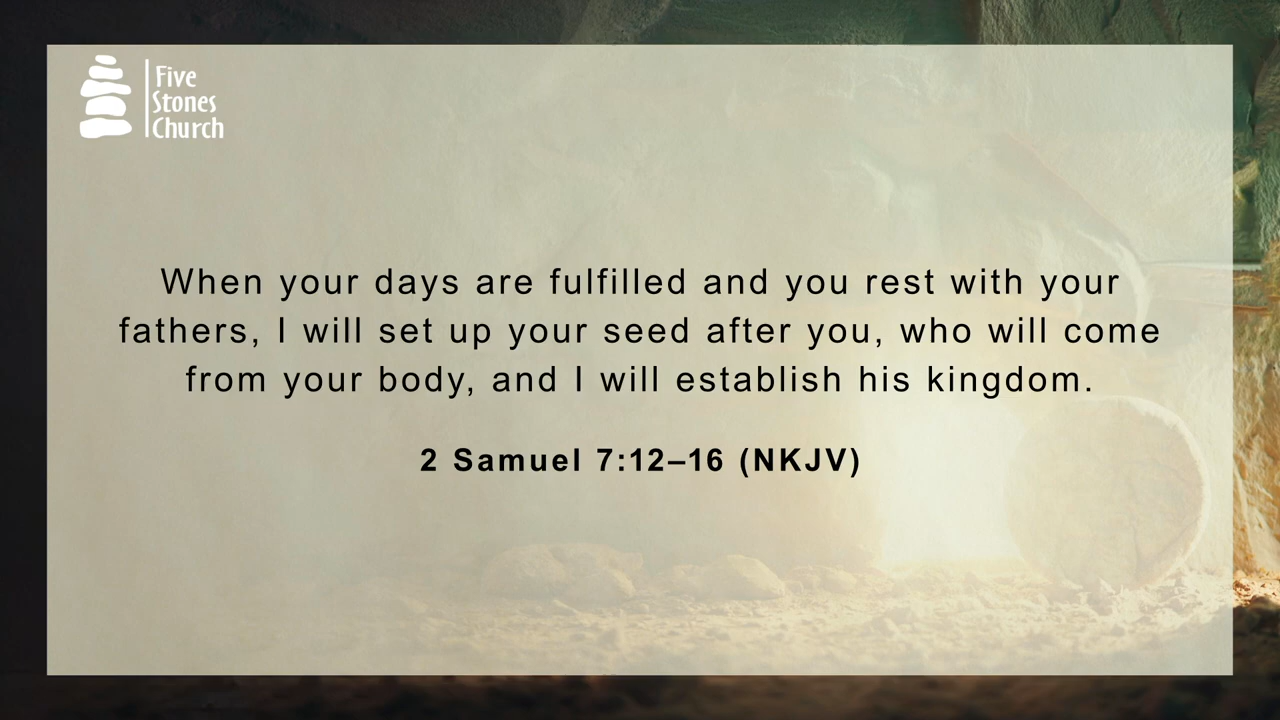 Five
Stones
Church
When your days are fulfilled and you rest with your
fathers, I will set up your seed after you, who will come
from your body, and I will establish his kingdom.
2 Samuel 7:12–16 (NKJV)